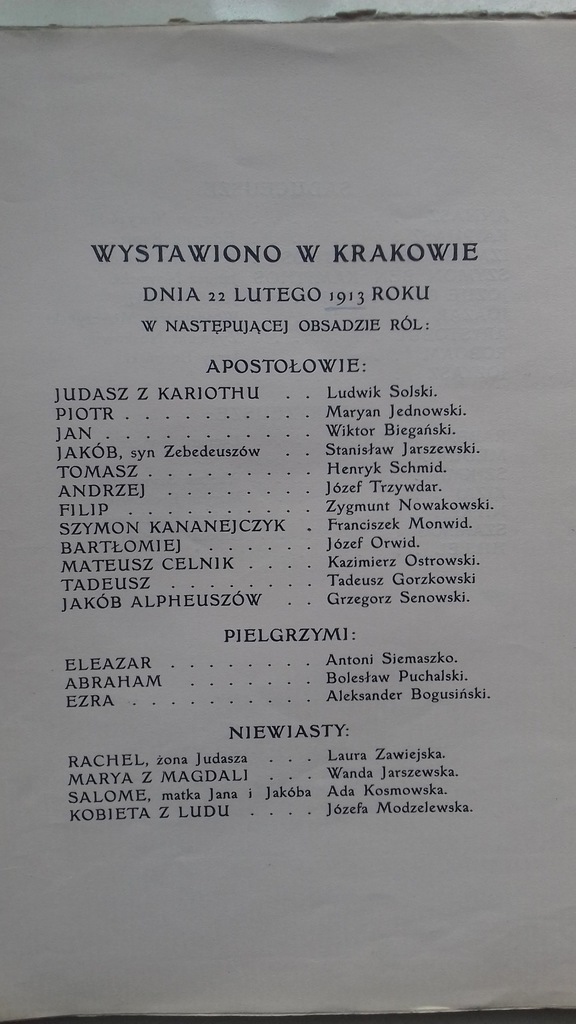 WYSTAWIONO W KRAKOWIE
DNIA 22 LUTEGO 1913 ROKU
W NASTĘPUJĄCEJ OBSADZIE RÓL:
APOSTOŁOWIE:
JUDASZ Z KARIOTHU . . Ludwik Solski.
PIOTR . . . . . . . . . . Maryan Jednowski.
JAN . . . . . . . . . . . Wiktor Biegański.
JAKÓB, syn Zebedeuszów . . Stanisław Jarszewski.
TOMASZ . . . . . . . . . Henryk Schmid.
ANDRZEJ . . . . . . . . Józef Trzywdar.
FILIP . . . . . . . . . . Zygmunt Nowakowski.
SZYMON KANANEJCZYK . Franciszek Monwid.
BARTŁOMIEJ . . . . . . Józef Orwid.
MATEUSZ CELNIK . . . . Kazimierz Ostrowski.
TADEUSZ . . . . . . . . Tadeusz Gorzkowski
JAKÓB ALPHEUSZÓW . . Grzegorz Senowski.
PIELGRZYMI:
ELEAZAR . . . . . . . . Antoni Siemaszko.
ABRAHAM . . . . . . . Bolesław Puchalski.
EZRA . . . . . . . . . . Aleksander Bogusiński.
NIEWIASTY:
RACHEL, żona Judasza . . . Laura Zawiejska.
MARYA Z MAGDALI . . . Wanda Jarszewska.
SALOME, matka Jana i Jakóba Ada Kosmowska.
KOBIETA Z LUDU . . . . Józefa Modzelewska.